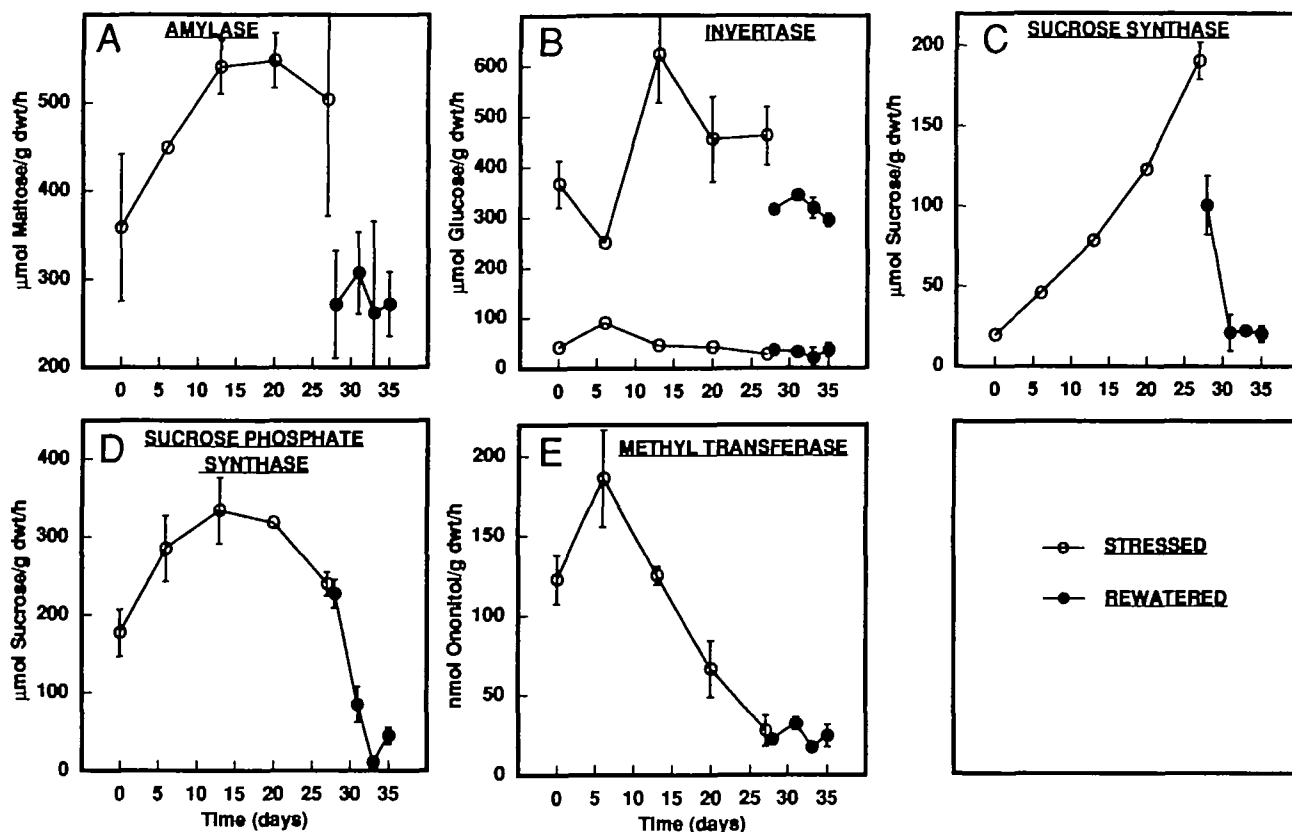 A
AMYLASE
μmol Maltose/g dwt/h
500
400
300
200
0 5 10 15 20 25 30 35
B
INVERTASE
μmol Glucose/g dwt/h
600
500
400
300
200
100
0
0 5 10 15 20 25 30 35
C
SUCROSE SYNTHASE
μmol Sucrose/g dwt/h
200
150
100
50
0
0 5 10 15 20 25 30 35
D
SUCROSE PHOSPHATE
SYNTHASE
μmol Sucrose/g dwt/h
400
300
200
100
0
0 5 10 15 20 25 30 35
Time (days)
E
METHYL TRANSFERASE
nmol Ononitol/g dwt/h
200
150
100
50
0
0 5 10 15 20 25 30 35
Time (days)
STRESSED
REWATERED